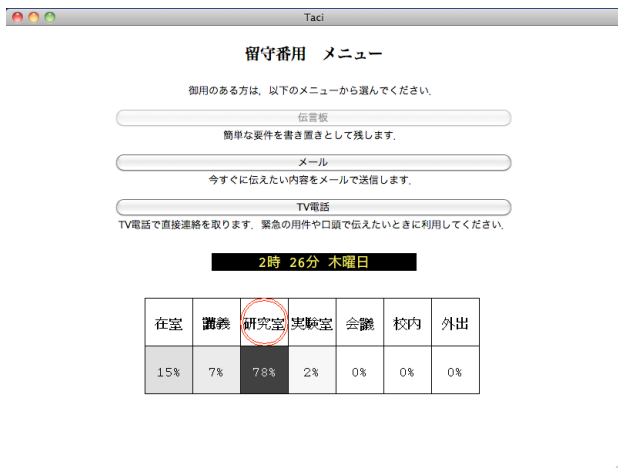 Taci
留守番用　メニュー
御用のある方は，以下のメニューから選んでください．
伝言板
簡単な要件を書き置きとして残します．
メール
今すぐに伝えたい内容をメールで送信します．
TV電話
TV電話で直接連絡を取ります．緊急の用件や口頭で伝えたいときに利用してください．
2時 26分 木曜日
在室 講義 研究室 実験室 会議 校内 外出
15% 7% 78% 2% 0% 0% 0%